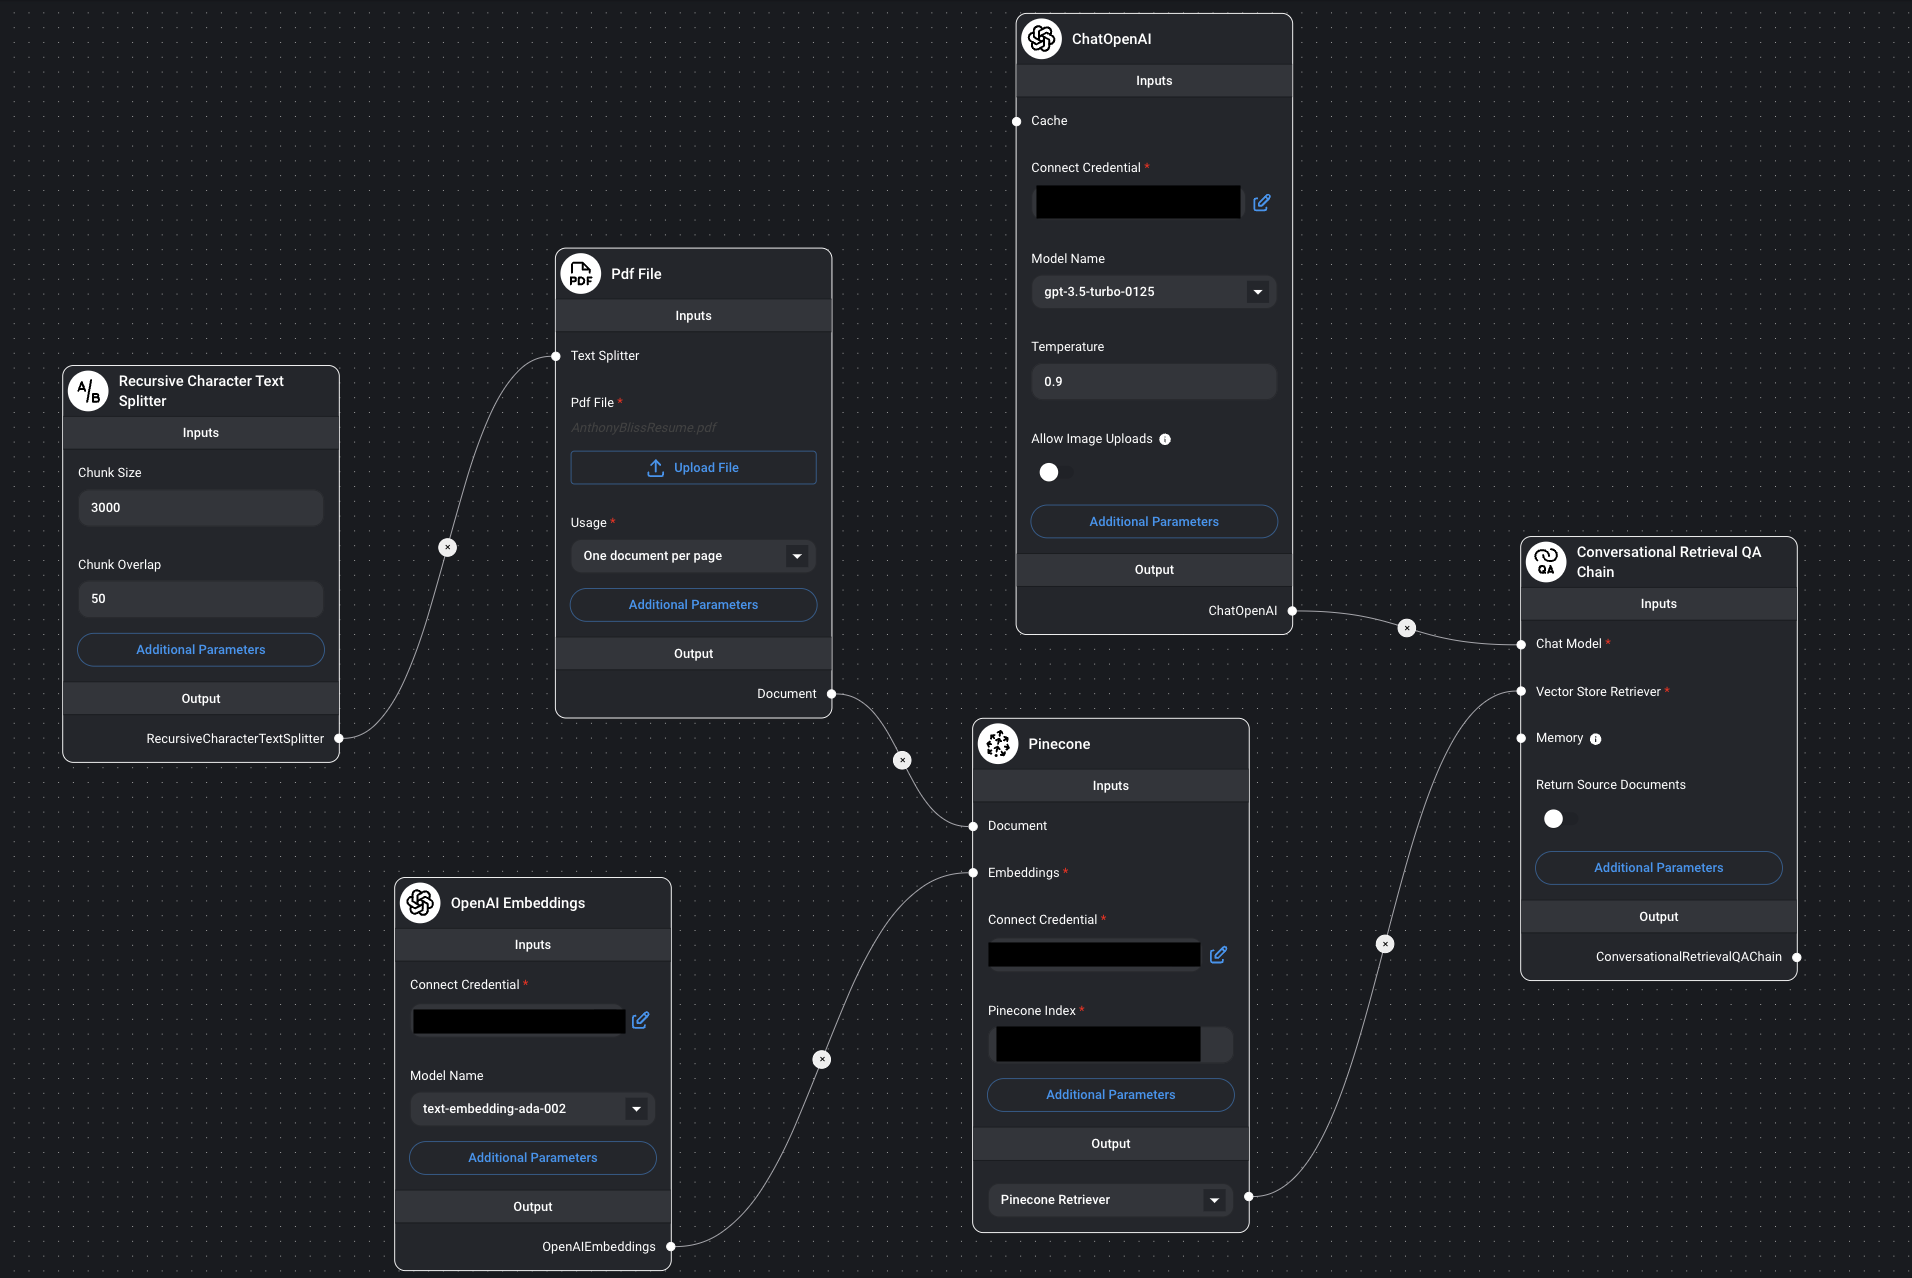 Recursive Character Text
Splitter
Inputs
Chunk Size
3000
Chunk Overlap
50
Additional Parameters
Output
RecursiveCharacterTextSplitter
PDF
Pdf File
Inputs
Text Splitter
Pdf File *
AnthonyBlissResume.pdf
Upload File
Usage *
One document per page
Additional Parameters
Output
Document
OpenAI Embeddings
Inputs
Connect Credential *
Model Name
text-embedding-ada-002
Additional Parameters
Output
OpenAIEmbeddings
ChatOpenAI
Inputs
Cache
Connect Credential *
Model Name
gpt-3.5-turbo-0125
Temperature
0.9
Allow Image Uploads
Additional Parameters
Output
ChatOpenAI
Pinecone
Inputs
Document
Embeddings *
Connect Credential *
Pinecone Index *
Additional Parameters
Output
Pinecone Retriever
QA
Conversational Retrieval QA
Chain
Inputs
Chat Model *
Vector Store Retriever *
Memory
Return Source Documents
Additional Parameters
Output
ConversationalRetrievalQAChain